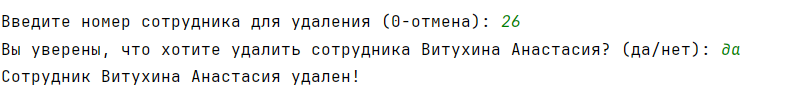 Введите номер сотрудника для удаления (0-отмена): 26
Вы уверены, что хотите удалить сотрудника Витухина Анастасия? (да/нет): да
Сотрудник Витухина Анастасия удален!